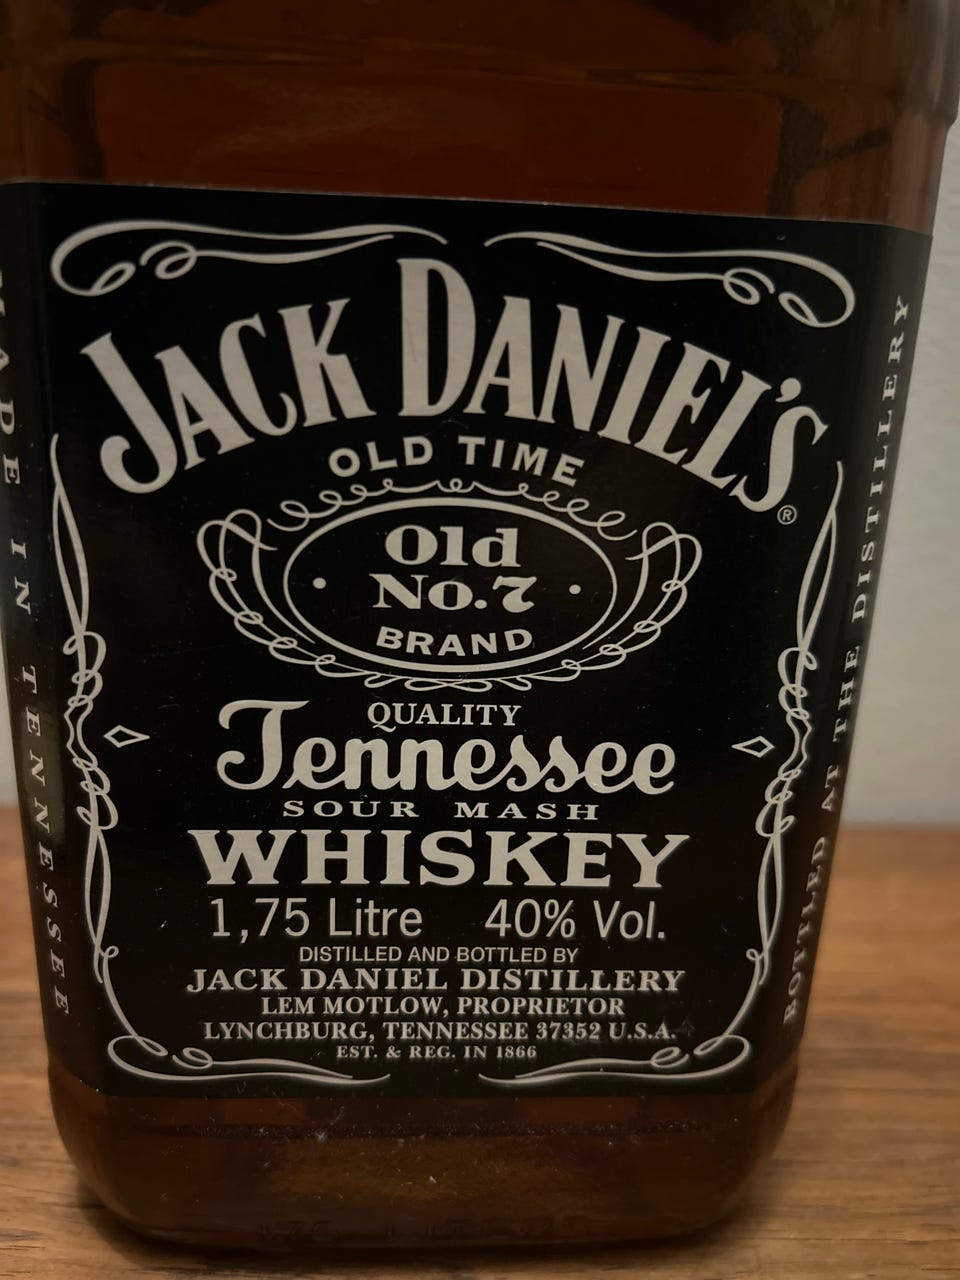 JACK DANIEL'S®
OLD TIME
Old
No.7
BRAND
QUALITY
Tennessee
SOUR MASH
WHISKEY
1,75 Litre 40% Vol.
DISTILLED AND BOTTLED BY
JACK DANIEL DISTILLERY
LEM MOTLOW, PROPRIETOR
LYNCHBURG, TENNESSEE 37352 U.S.A.
EST. & REG. IN 1866
MADE IN TENNESSEE
BOTTLED AT THE DISTILLERY